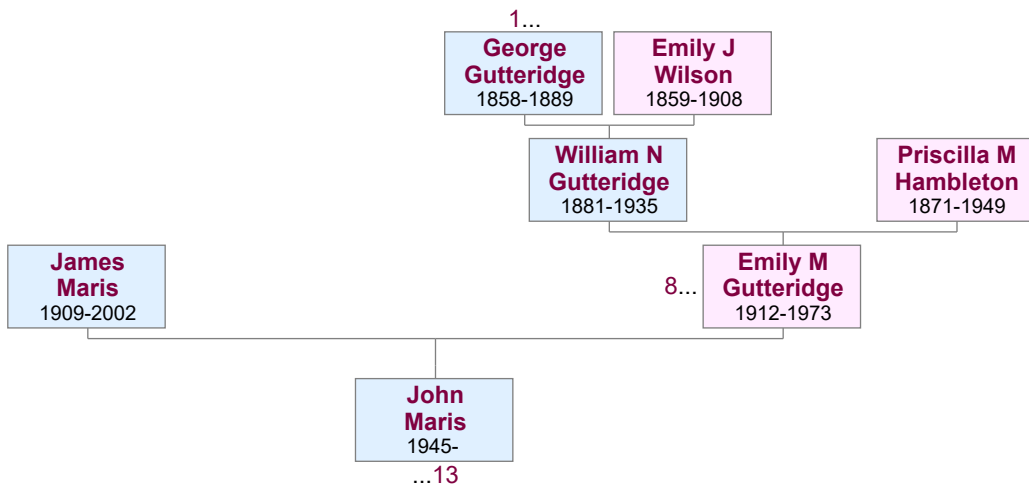 1...
George
Gutteridge
1858-1889
Emily J
Wilson
1859-1908
William N
Gutteridge
1881-1935
Priscilla M
Hambleton
1871-1949
James
Maris
1909-2002
8...
Emily M
Gutteridge
1912-1973
John
Maris
1945-
...13